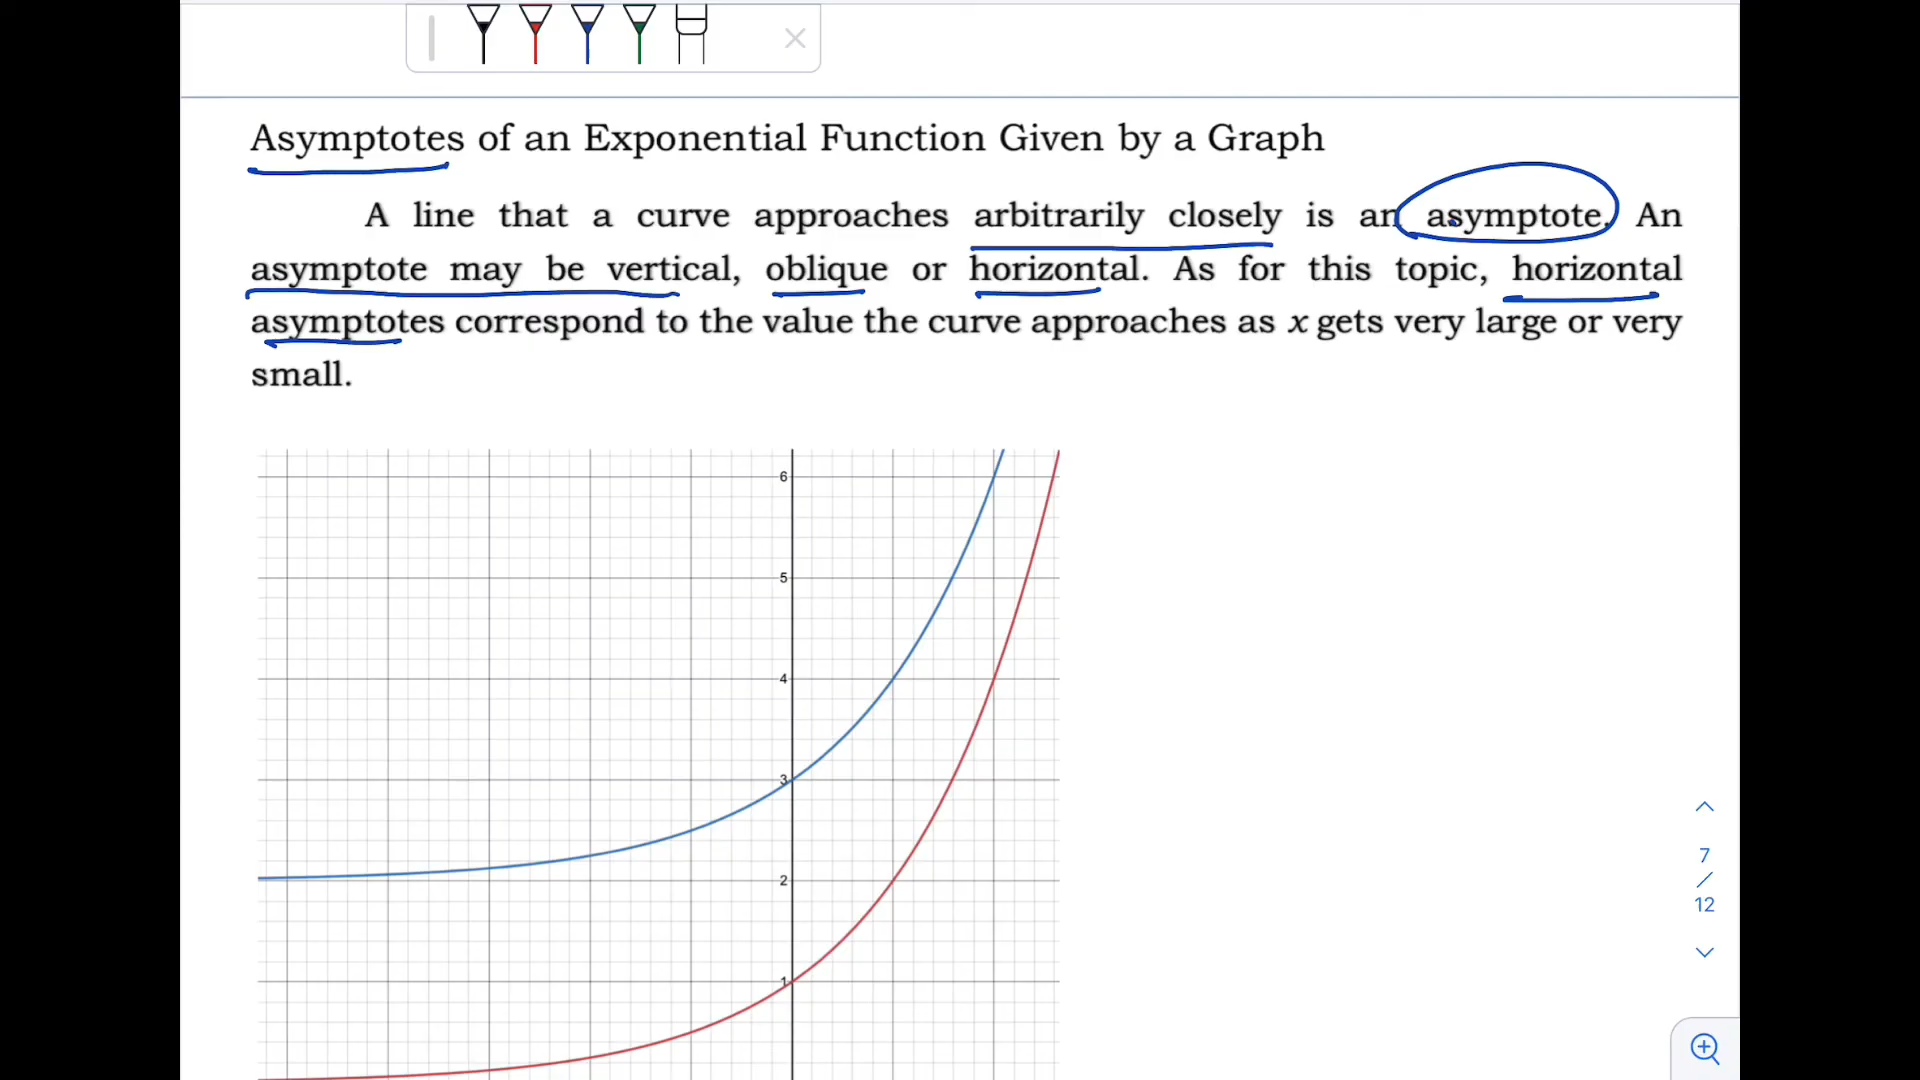 Asymptotes of an Exponential Function Given by a Graph
A line that a curve approaches arbitrarily closely is an asymptote. An
asymptote may be vertical, oblique or horizontal. As for this topic, horizontal
asymptotes correspond to the value the curve approaches as x gets very large or very
small.
6
5
4
3
2
1
7
/
12